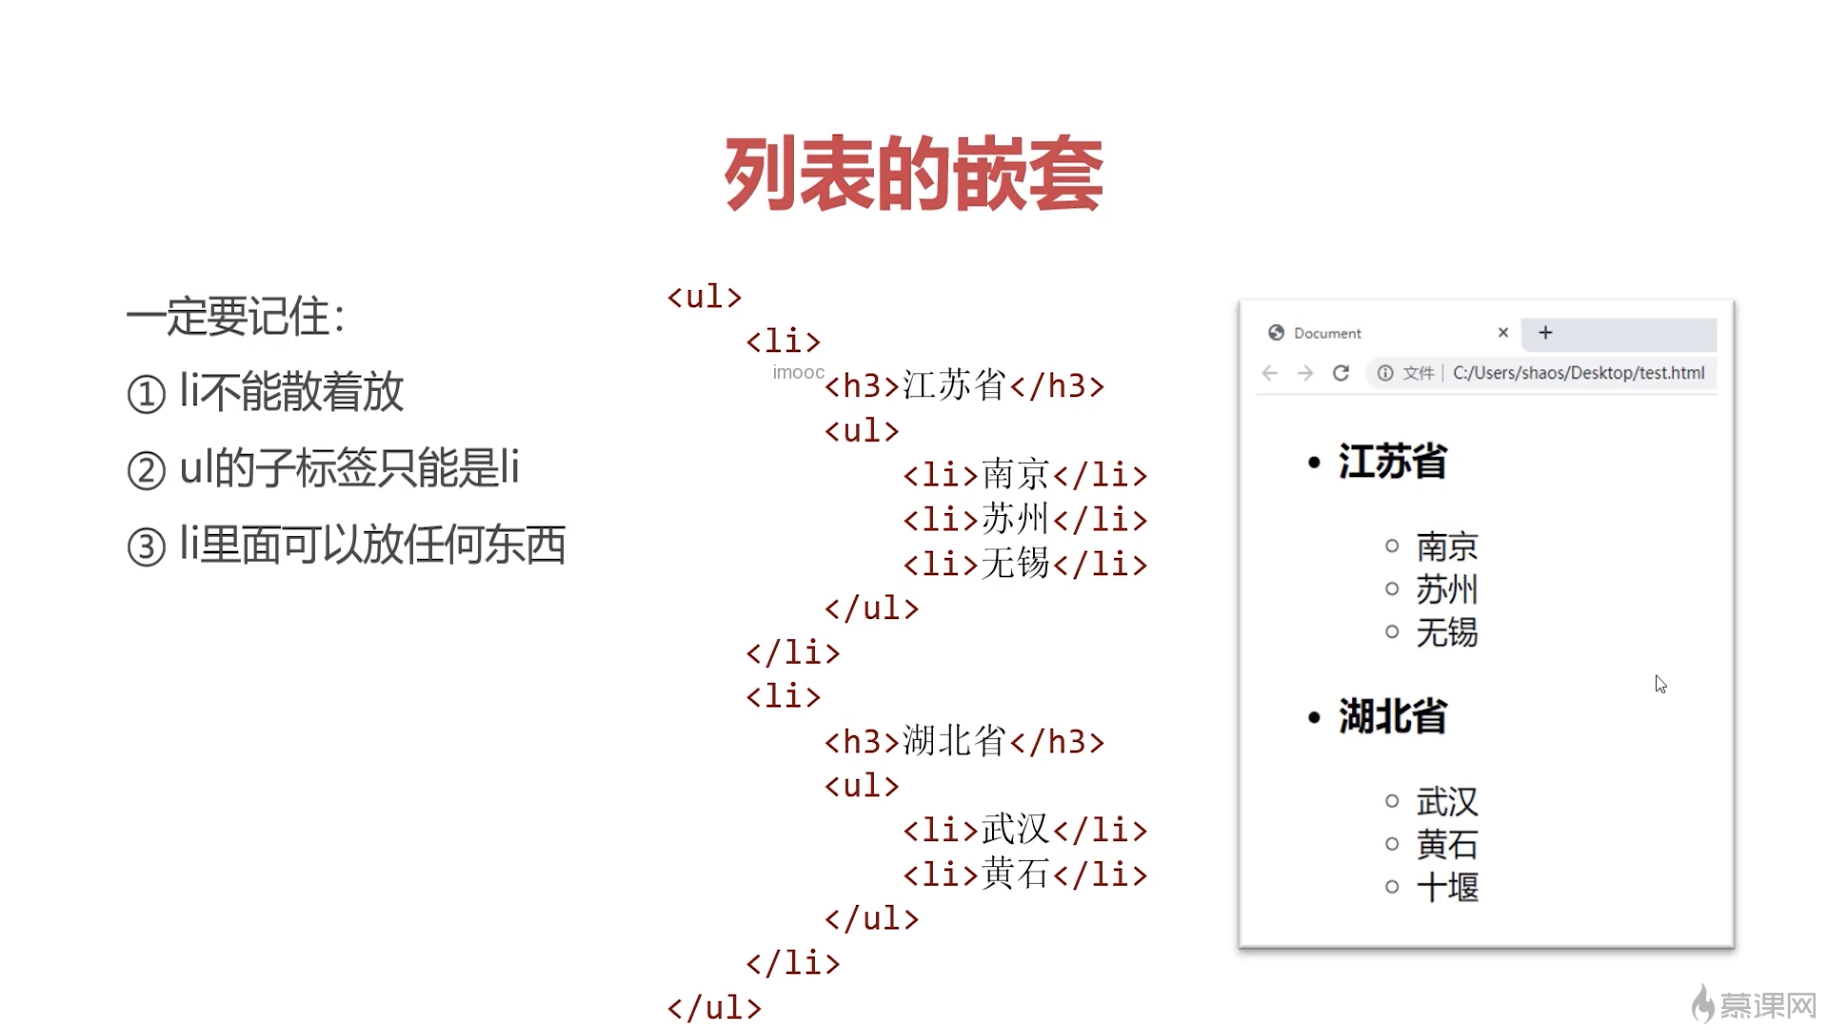 列表的嵌套
一定要记住：
① li不能散着放
② ul的子标签只能是li
③ li里面可以放任何东西
<ul>
<li>
imooc
<h3>江苏省</h3>
<ul>
<li>南京</li>
<li>苏州</li>
<li>无锡</li>
</ul>
</li>
<li>
<h3>湖北省</h3>
<ul>
<li>武汉</li>
<li>黄石</li>
</ul>
</li>
</ul>
Document
文件 | C:/Users/shaos/Desktop/test.html
• 江苏省
○ 南京
○ 苏州
○ 无锡
• 湖北省
○ 武汉
○ 黄石
○ 十堰
慕课网